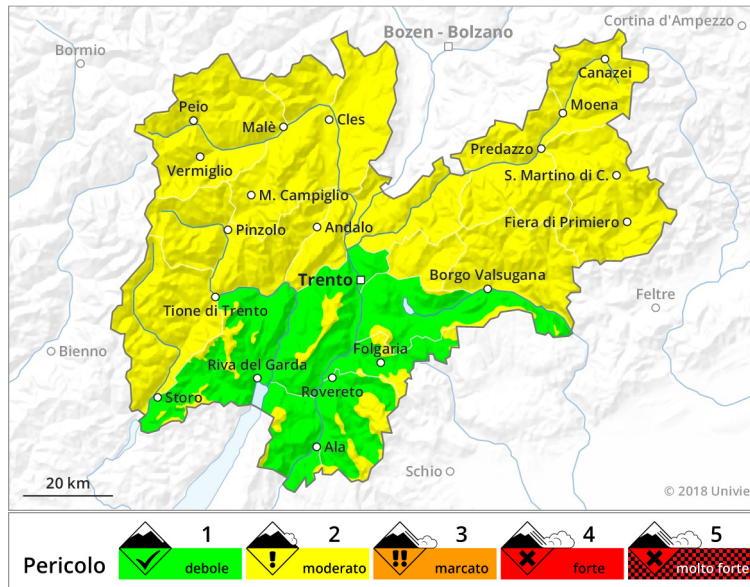 Cortina d'Ampezzo
Bozen - Bolzano
Bormio
Canazei
Peio
Moena
Malè
Cles
Predazzo
Vermiglio
S. Martino di C.
M. Campiglio
Fiera di Primiero
Pinzolo
Andalo
Trento
Borgo Valsugana
Feltre
Tione di Trento
Bienno
Folgaria
Riva del Garda
Rovereto
Storo
Ala
Schio
20 km
© 2018 Univie
1 2 3 4 5
! !!
Pericolo debole moderato marcato forte molto forte